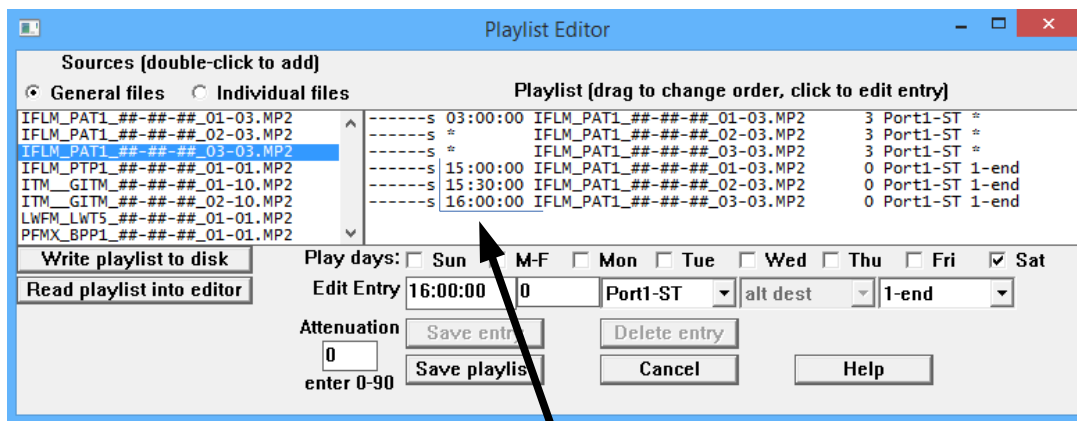 Playlist Editor
Sources (double-click to add)
General files Individual files
Playlist (drag to change order, click to edit entry)
IFLM_PAT1_##-##-##_01-03.MP2
IFLM_PAT1_##-##-##_02-03.MP2
IFLM_PAT1_##-##-##_03-03.MP2
IFLM_PTP1_##-##-##_01-01.MP2
ITM__GITM_##-##-##_01-10.MP2
ITM__GITM_##-##-##_02-10.MP2
LWFM_LWT5_##-##-##_01-01.MP2
PFMX_BPP1_##-##-##_01-01.MP2
------s 03:00:00 IFLM_PAT1_##-##-##_01-03.MP2 3 Port1-ST *
------s * IFLM_PAT1_##-##-##_02-03.MP2 3 Port1-ST *
------s * IFLM_PAT1_##-##-##_03-03.MP2 3 Port1-ST *
------s 15:00:00 IFLM_PAT1_##-##-##_01-03.MP2 0 Port1-ST 1-end
------s 15:30:00 IFLM_PAT1_##-##-##_02-03.MP2 0 Port1-ST 1-end
------s 16:00:00 IFLM_PAT1_##-##-##_03-03.MP2 0 Port1-ST 1-end
Write playlist to disk
Read playlist into editor
Play days: Sun M-F Mon Tue Wed Thu Fri Sat
Edit Entry 16:00:00 0 Port1-ST alt dest 1-end
Attenuation
0
enter 0-90
Save entry Delete entry
Save playlist Cancel Help